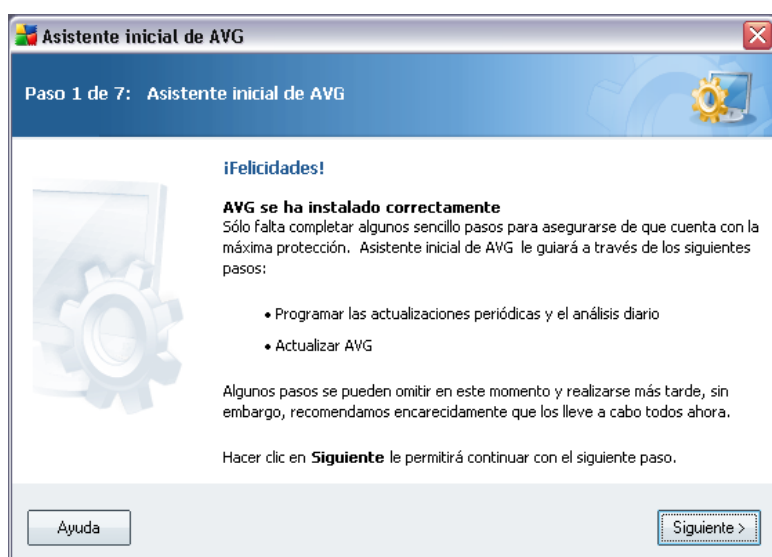 Asistente inicial de AVG
Paso 1 de 7: Asistente inicial de AVG
¡Felicidades!
AVG se ha instalado correctamente
Sólo falta completar algunos sencillo pasos para asegurarse de que cuenta con la
máxima protección. Asistente inicial de AVG le guiará a través de los siguientes
pasos:
• Programar las actualizaciones periódicas y el análisis diario
• Actualizar AVG
Algunos pasos se pueden omitir en este momento y realizarse más tarde, sin
embargo, recomendamos encarecidamente que los lleve a cabo todos ahora.
Hacer clic en Siguiente le permitirá continuar con el siguiente paso.
Ayuda
Siguiente >